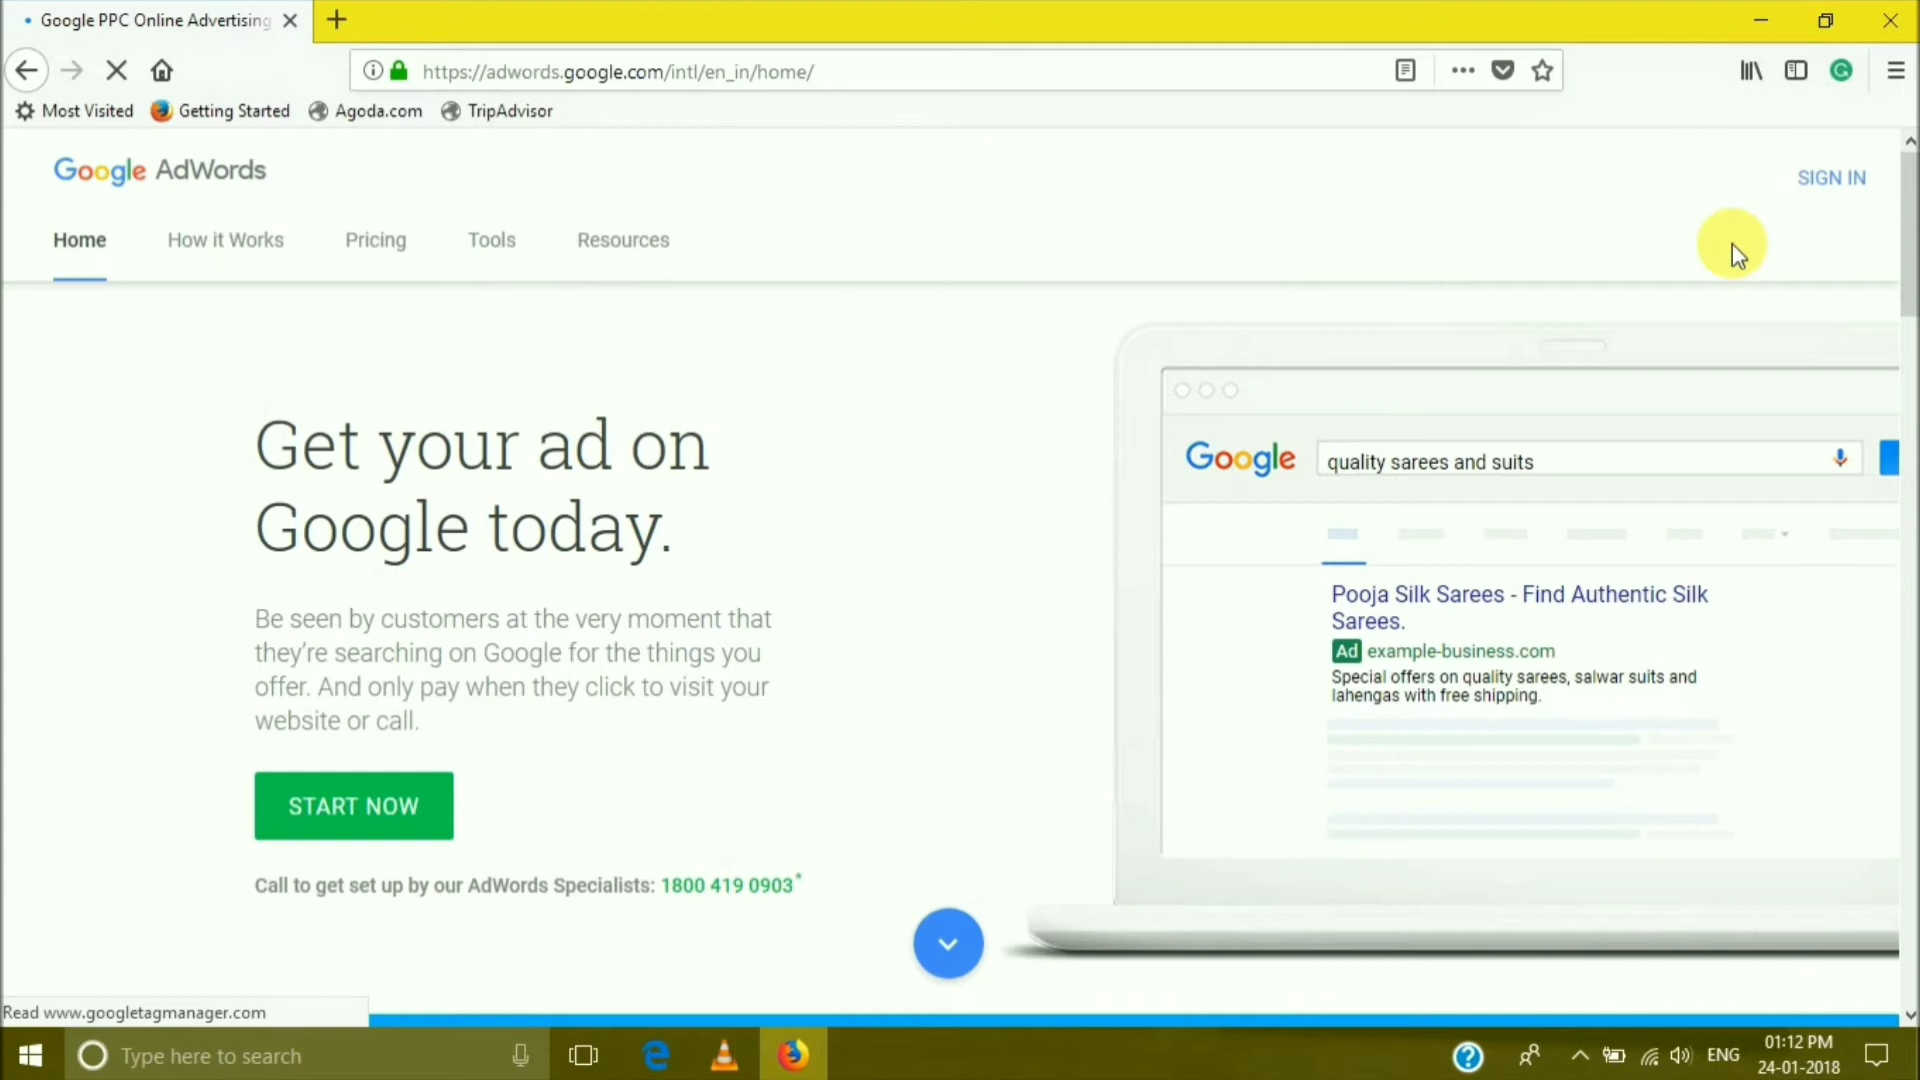 Google PPC Online Advertising
https://adwords.google.com/intl/en_in/home/
Most Visited Getting Started Agoda.com TripAdvisor
Google AdWords
SIGN IN
Home How it Works Pricing Tools Resources
Get your ad on
Google today.
Be seen by customers at the very moment that
they're searching on Google for the things you
offer. And only pay when they click to visit your
website or call.
START NOW
Call to get set up by our AdWords Specialists: 1800 419 0903*
Google quality sarees and suits
Pooja Silk Sarees - Find Authentic Silk
Sarees.
Ad example-business.com
Special offers on quality sarees, salwar suits and
lahengas with free shipping.
Read www.googletagmanager.com
Type here to search
ENG
01:12 PM
24-01-2018